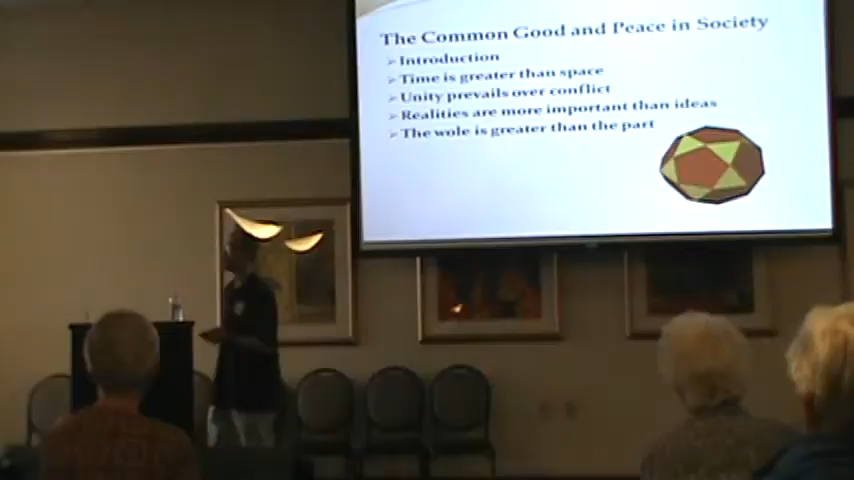 The Common Good and Peace in Society
➢Introduction
➢Time is greater than space
➢Unity prevails over conflict
➢Realities are more important than ideas
➢The wole is greater than the part